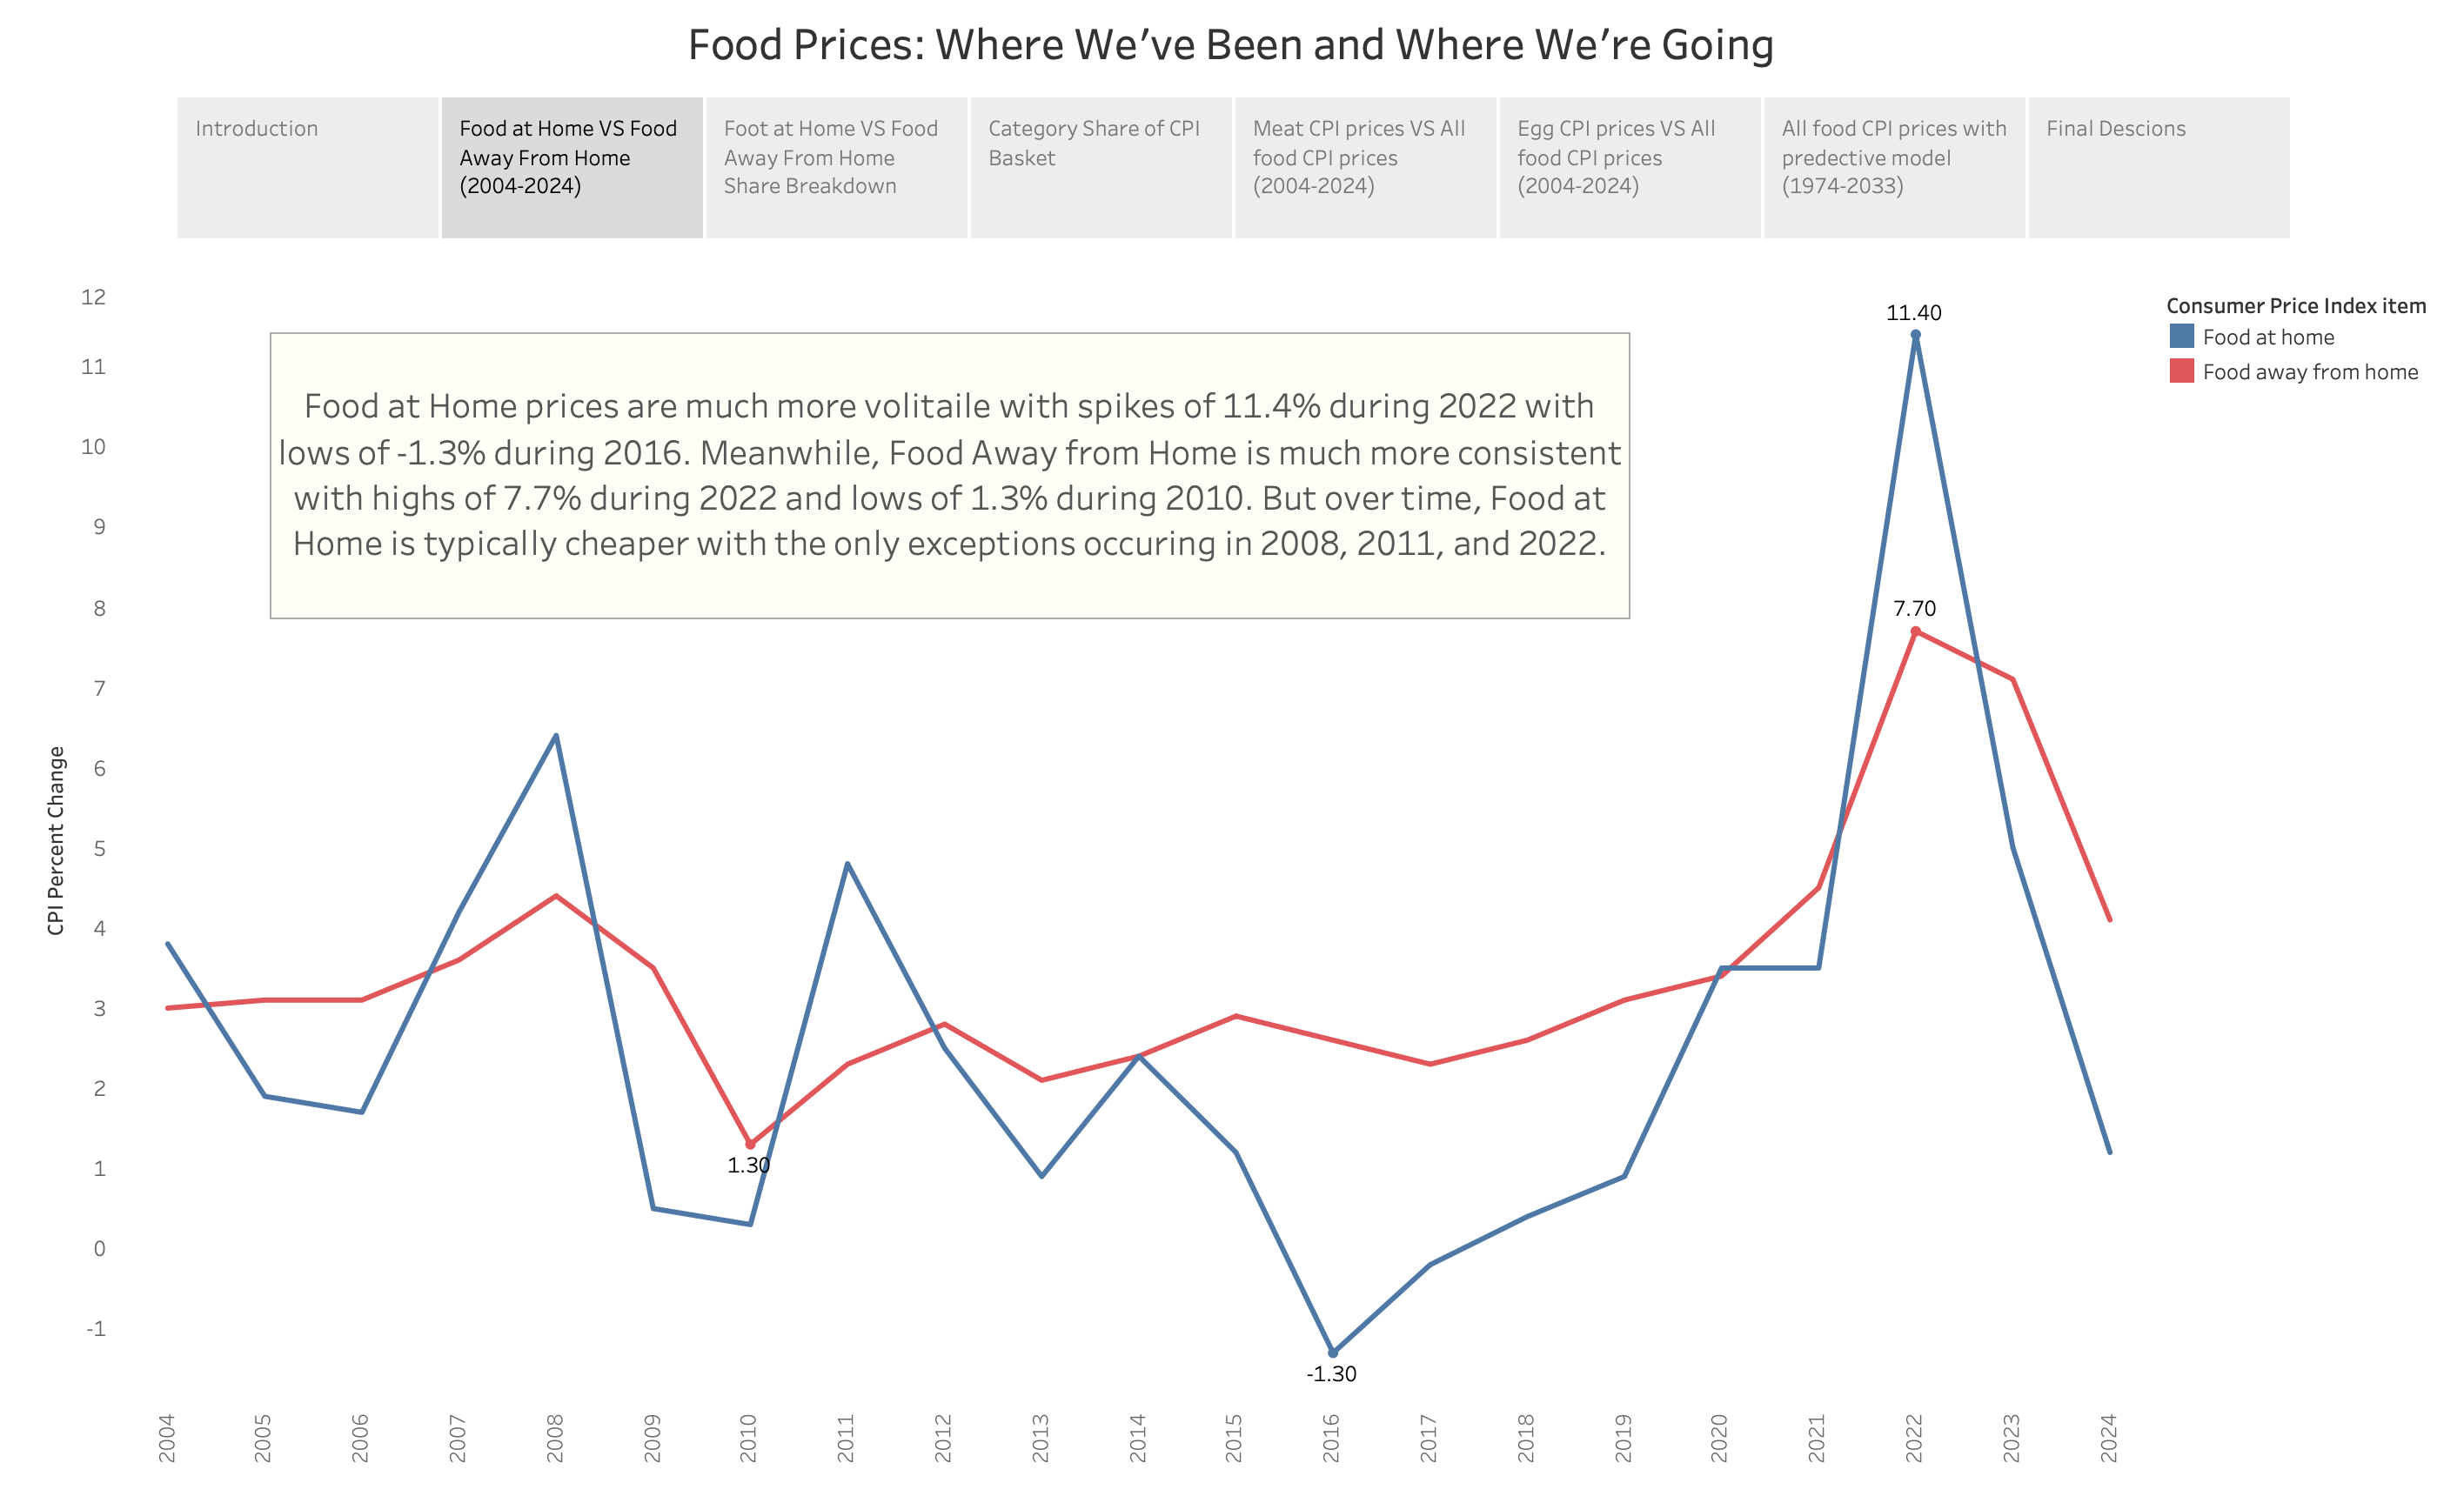 Food Prices: Where We’ve Been and Where We’re Going
Introduction
Food at Home VS Food
Away From Home
(2004-2024)
Foot at Home VS Food
Away From Home
Share Breakdown
Category Share of CPI
Basket
Meat CPI prices VS All
food CPI prices
(2004-2024)
Egg CPI prices VS All
food CPI prices
(2004-2024)
All food CPI prices with
predective model
(1974-2033)
Final Descions
Consumer Price Index item
Food at home
Food away from home
Food at Home prices are much more volitaile with spikes of 11.4% during 2022 with
lows of -1.3% during 2016. Meanwhile, Food Away from Home is much more consistent
with highs of 7.7% during 2022 and lows of 1.3% during 2010. But over time, Food at
Home is typically cheaper with the only exceptions occuring in 2008, 2011, and 2022.
CPI Percent Change
12
11
10
9
8
7
6
5
4
3
2
1
0
-1
11.40
7.70
1.30
-1.30
2004
2005
2006
2007
2008
2009
2010
2011
2012
2013
2014
2015
2016
2017
2018
2019
2020
2021
2022
2023
2024